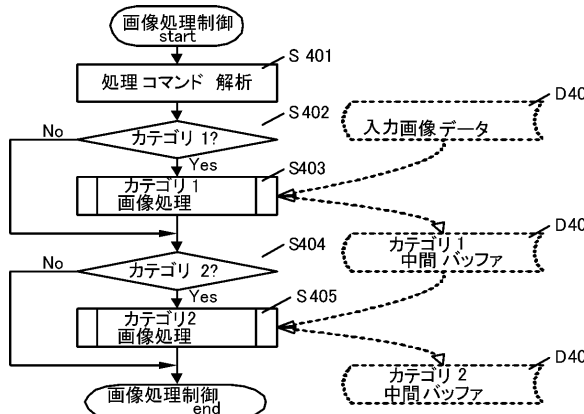 画像処理制御
start
S 401
処理 コマンド 解析
S 402
カテゴリ 1?
No
Yes
S403
カテゴリ 1
画像処理
S404
カテゴリ 2?
No
Yes
S405
カテゴリ2
画像処理
画像処理制御
end
D40
入力画像データ
D40
カテゴリ 1
中間 バッファ
D40
カテゴリ 2
中間 バッファ